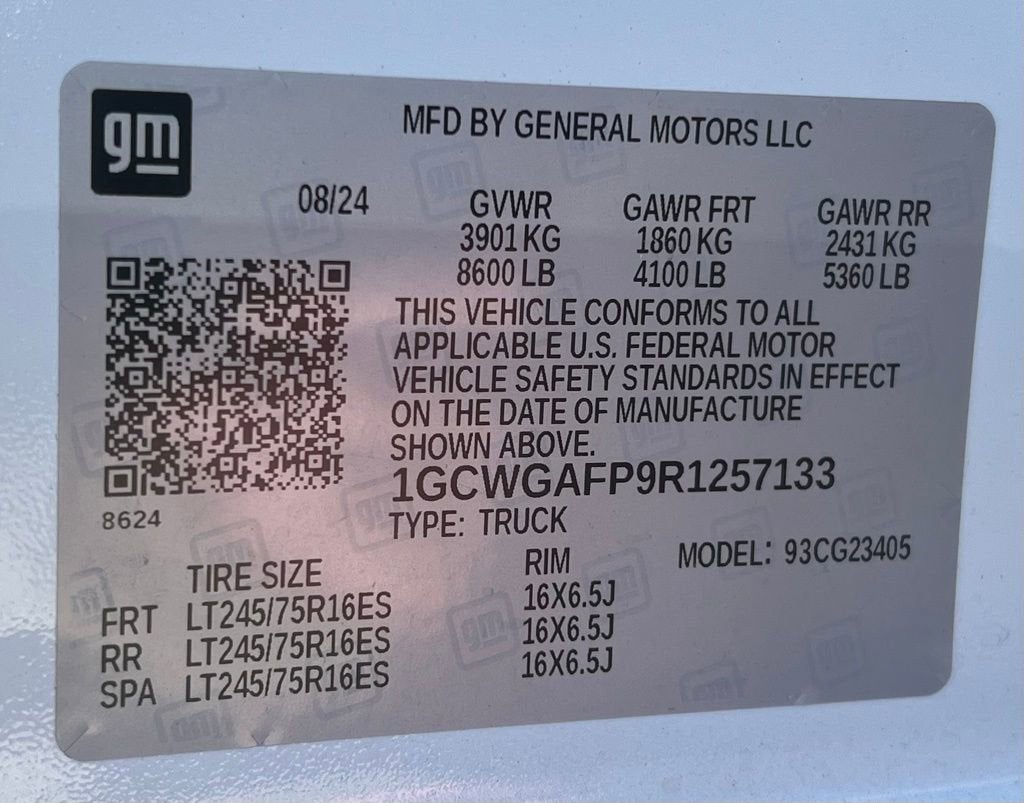 gm
MFD BY GENERAL MOTORS LLC
08/24 GVWR GAWR FRT GAWR RR
3901 KG 1860 KG 2431 KG
8600 LB 4100 LB 5360 LB
THIS VEHICLE CONFORMS TO ALL
APPLICABLE U.S. FEDERAL MOTOR
VEHICLE SAFETY STANDARDS IN EFFECT
ON THE DATE OF MANUFACTURE
SHOWN ABOVE.
1GCWGAFP9R1257133
8624
TYPE: TRUCK
MODEL: 93CG23405
TIRE SIZE RIM
FRT LT245/75R16ES 16X6.5J
RR LT245/75R16ES 16X6.5J
SPA LT245/75R16ES 16X6.5J